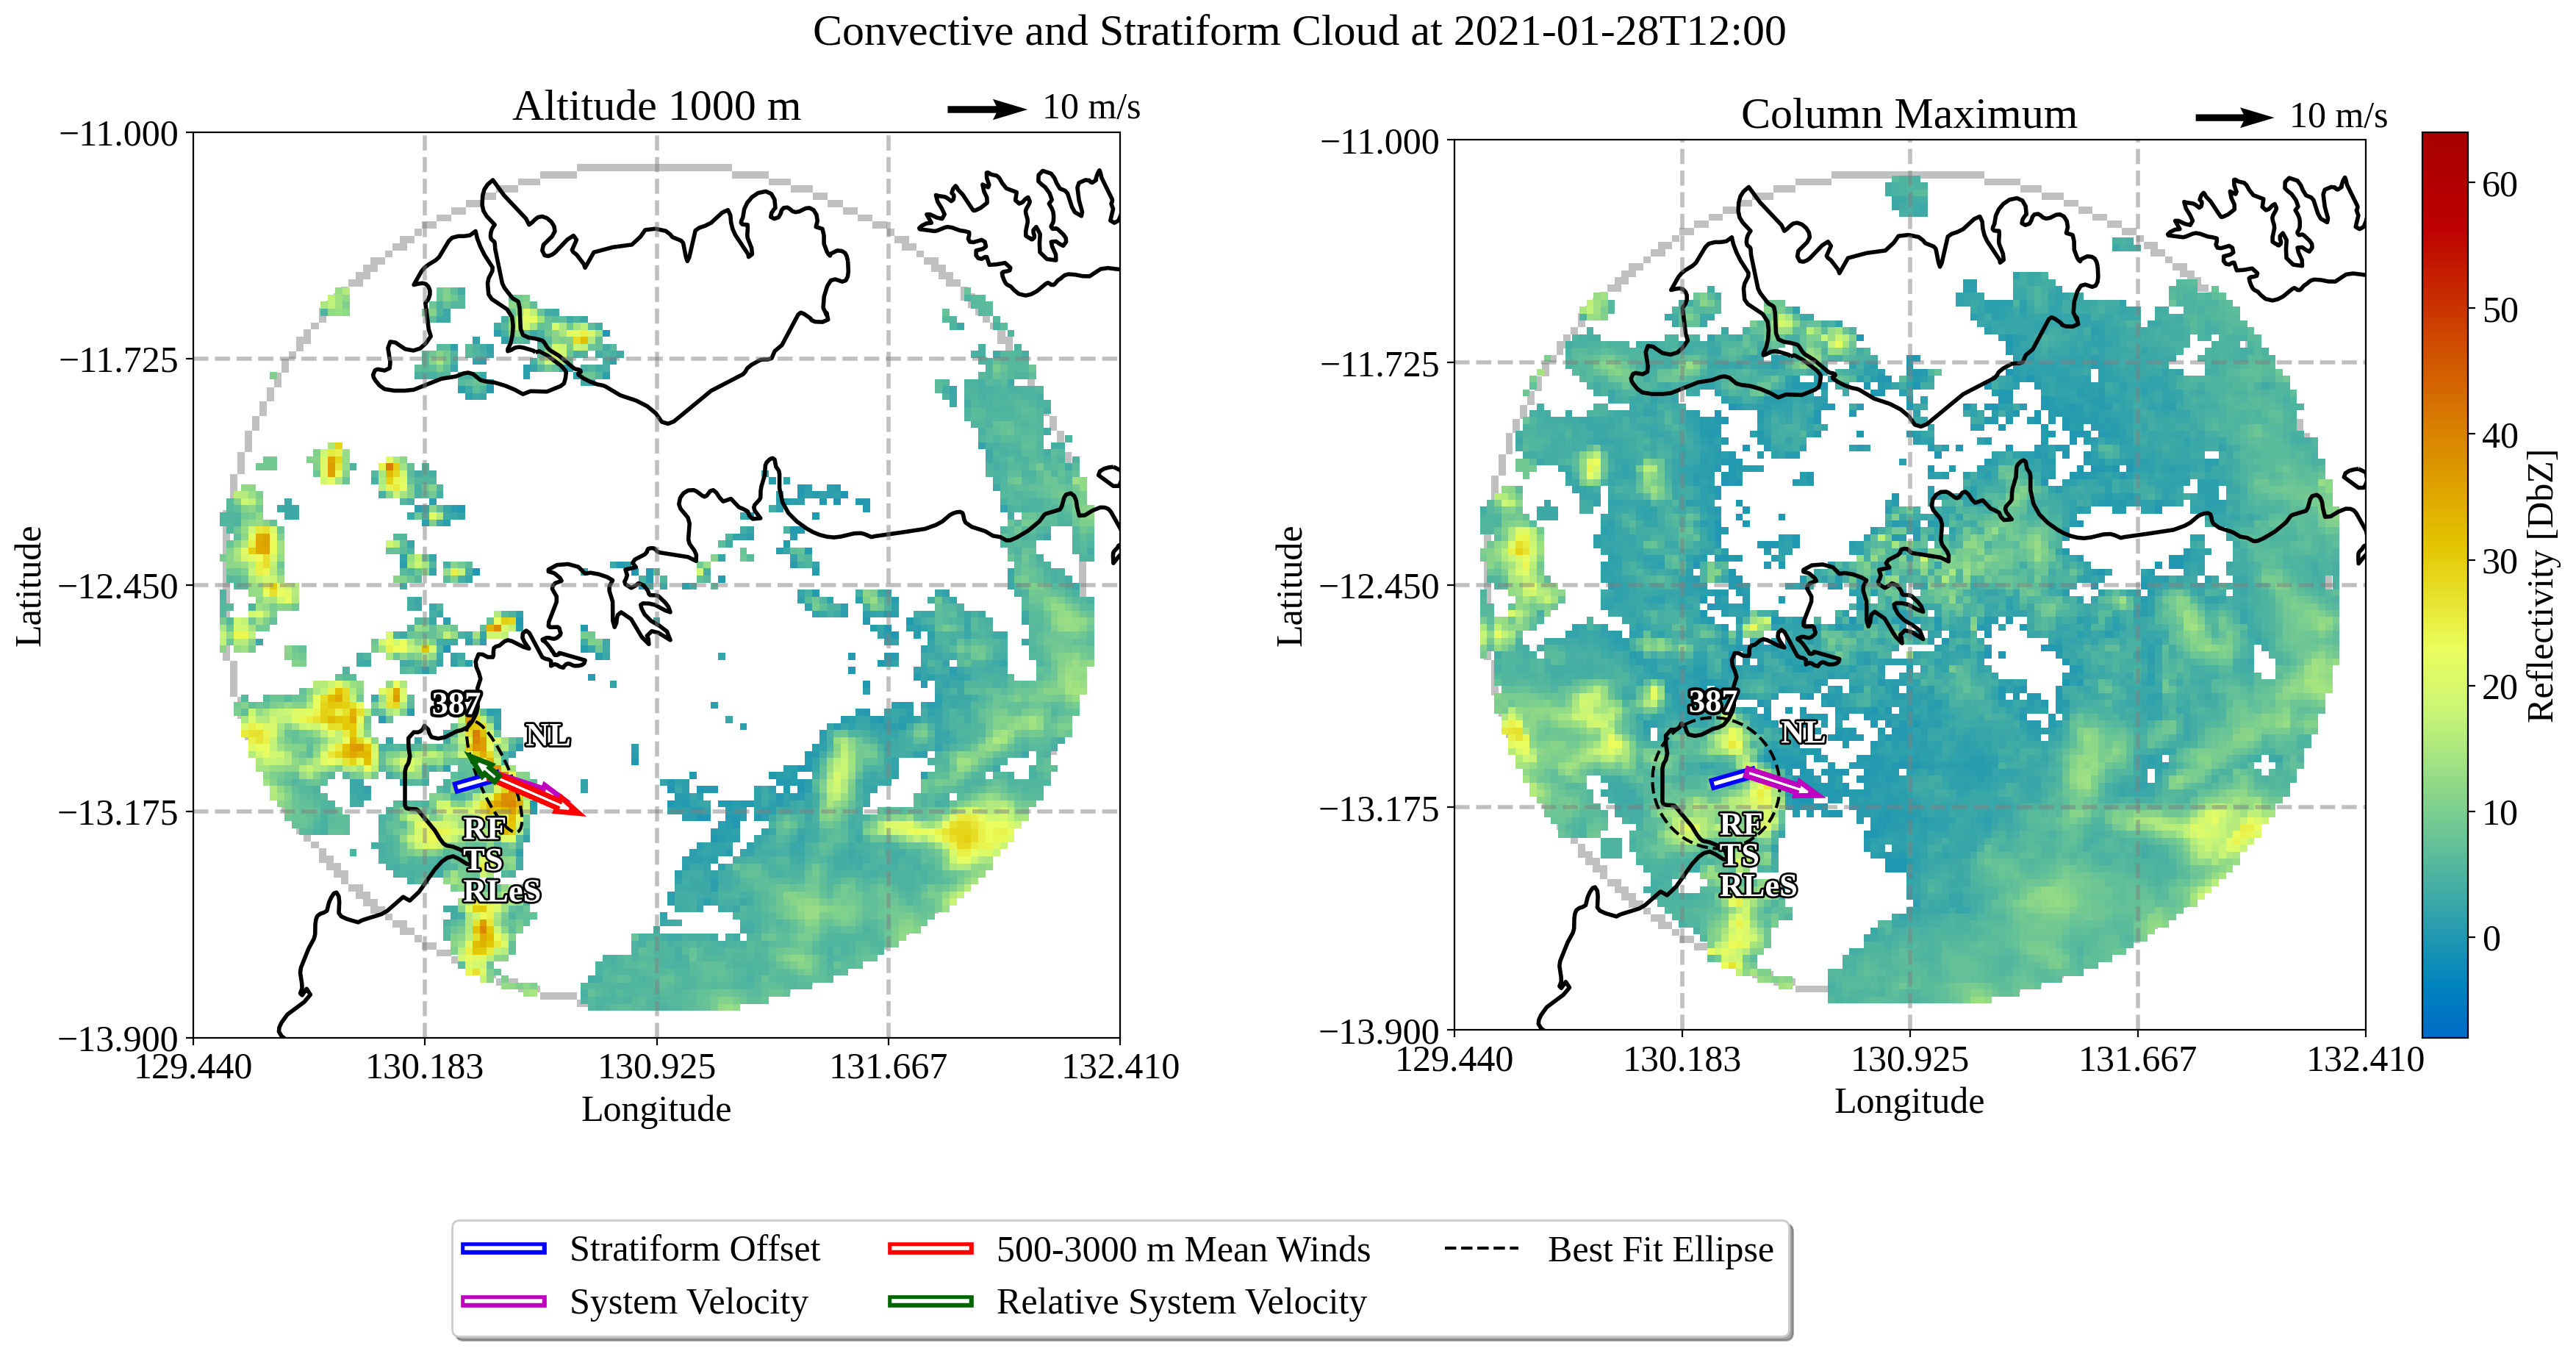 Convective and Stratiform Cloud at 2021-01-28T12:00
Altitude 1000 m
10 m/s
−11.000
−11.725
−12.450
−13.175
−13.900
Latitude
129.440
130.183
130.925
131.667
132.410
Longitude
387
NL
RF
TS
RLeS
Column Maximum
10 m/s
−11.000
−11.725
−12.450
−13.175
−13.900
Latitude
129.440
130.183
130.925
131.667
132.410
Longitude
387
NL
RF
TS
RLeS
60
50
40
30
20
10
0
Reflectivity [DbZ]
Stratiform Offset
System Velocity
500-3000 m Mean Winds
Relative System Velocity
Best Fit Ellipse